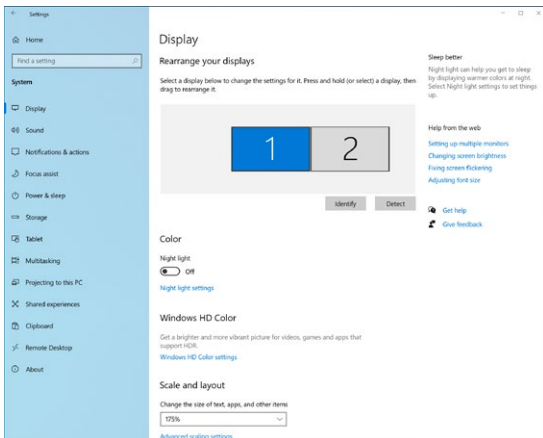 Settings
Home
Find a setting
System
Display
Sound
Notifications & actions
Focus assist
Power & sleep
Storage
Tablet
Multitasking
Projecting to this PC
Shared experiences
Clipboard
Remote Desktop
About
Display
Rearrange your displays
Select a display below to change the settings for it. Press and hold (or select) a display, then
drag to rearrange it.
1 2
Identify Detect
Color
Night light
Off
Night light settings
Windows HD Color
Get a brighter and more vibrant picture for videos, games and apps that
support HDR.
Windows HD Color settings
Scale and layout
Change the size of text, apps, and other items
175%
Advanced scaling settings
Sleep better
Night light can help you get to sleep
by displaying warmer colors at night.
Select Night light settings to set things
up.
Help from the web
Setting up multiple monitors
Changing screen brightness
Fixing screen flickering
Adjusting font size
Get help
Give feedback